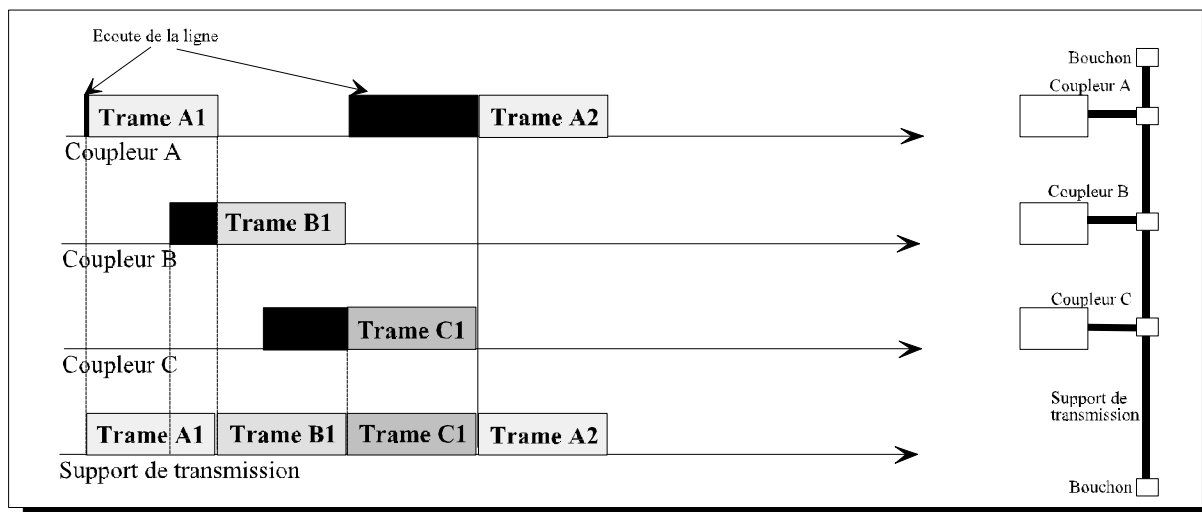 Ecoute de la ligne
Trame A1
Trame A2
Coupleur A
Trame B1
Coupleur B
Trame C1
Coupleur C
Trame A1
Trame B1
Trame C1
Trame A2
Support de transmission
Bouchon
Coupleur A
Coupleur B
Coupleur C
Support de
transmission
Bouchon